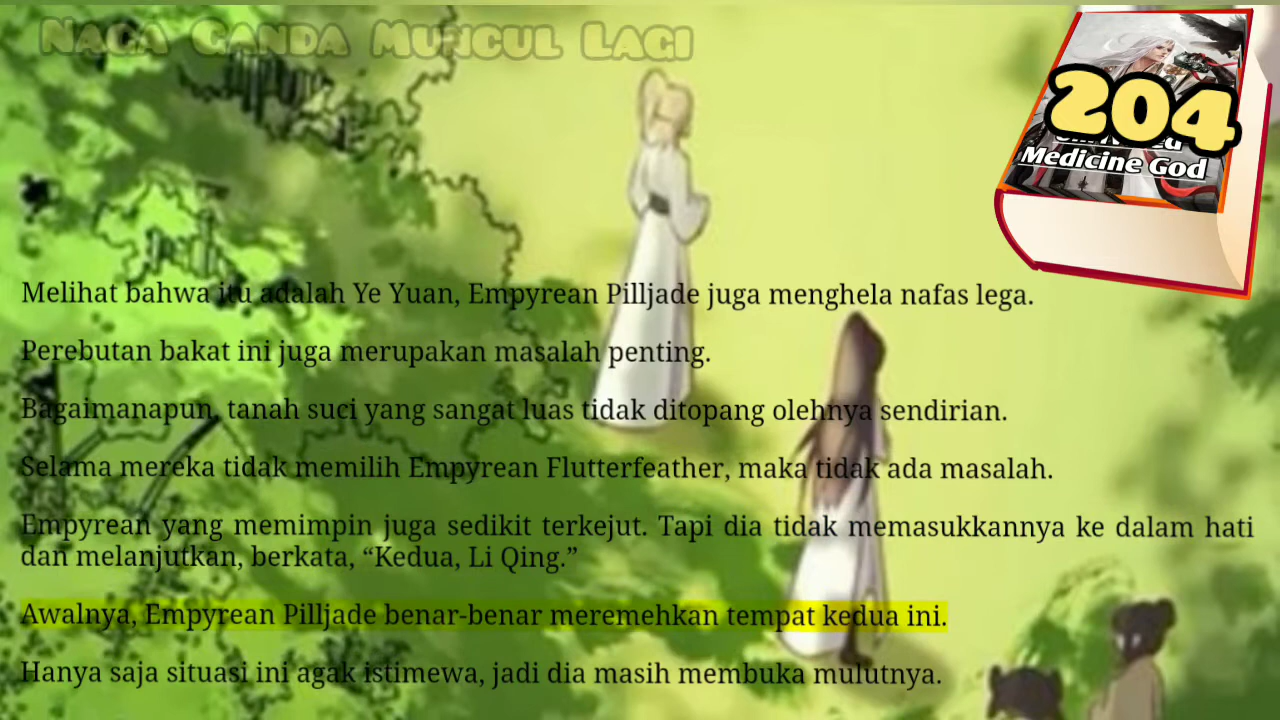 Naga Ganda Muncul Lagi
204
Medicine God
Melihat bahwa itu adalah Ye Yuan, Empyrean Pilljade juga menghela nafas lega.
Perebutan bakat ini juga merupakan masalah penting.
Bagaimanapun, tanah suci yang sangat luas tidak ditopang olehnya sendirian.
Selama mereka tidak memilih Empyrean Flutterfeather, maka tidak ada masalah.
Empyrean yang memimpin juga sedikit terkejut. Tapi dia tidak memasukkannya ke dalam hati
dan melanjutkan, berkata, “Kedua, Li Qing.”
Awalnya, Empyrean Pilljade benar-benar meremehkan tempat kedua ini.
Hanya saja situasi ini agak istimewa, jadi dia masih membuka mulutnya.